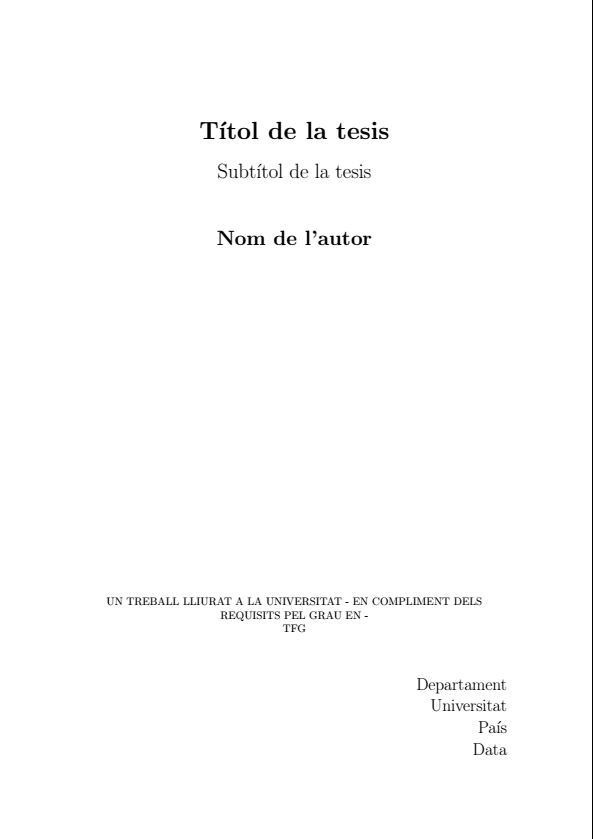 Títol de la tesis
Subtítol de la tesis
Nom de l'autor
UN TREBALL LLIURAT A LA UNIVERSITAT - EN COMPLIMENT DELS
REQUISITS PEL GRAU EN -
TFG
Departament
Universitat
País
Data